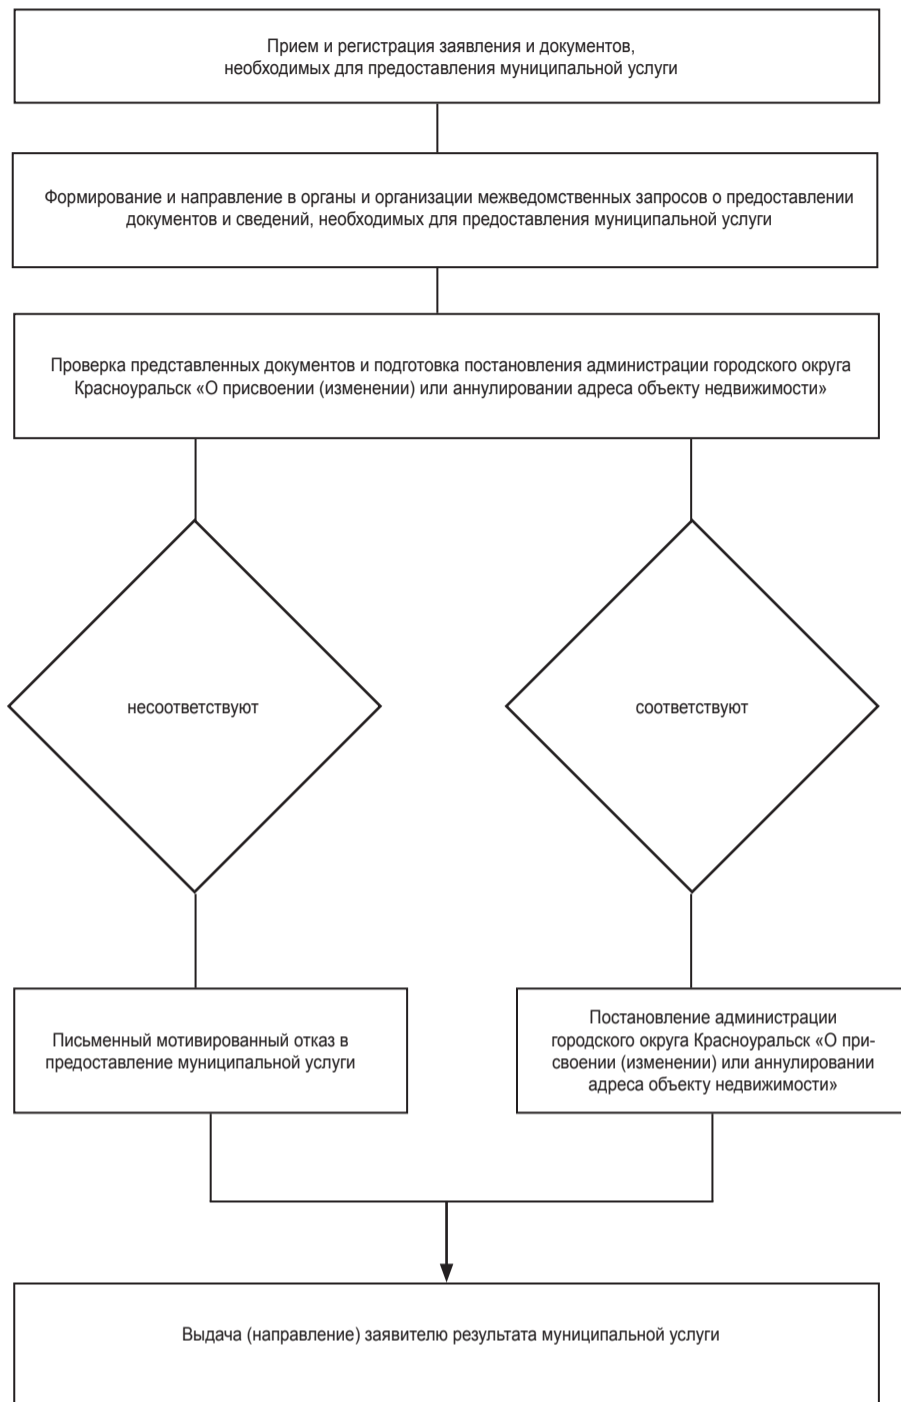 Прием и регистрация заявления и документов,
необходимых для предоставления муниципальной услуги
Формирование и направление в органы и организации межведомственных запросов о предоставлении
документов и сведений, необходимых для предоставления муниципальной услуги
Проверка представленных документов и подготовка постановления администрации городского округа
Красноуральск «О присвоении (изменении) или аннулировании адреса объекту недвижимости»
несоответствуют
соответствуют
Письменный мотивированный отказ в
предоставление муниципальной услуги
Постановление администрации
городского округа Красноуральск «О при-
своении (изменении) или аннулировании
адреса объекту недвижимости»
Выдача (направление) заявителю результата муниципальной услуги